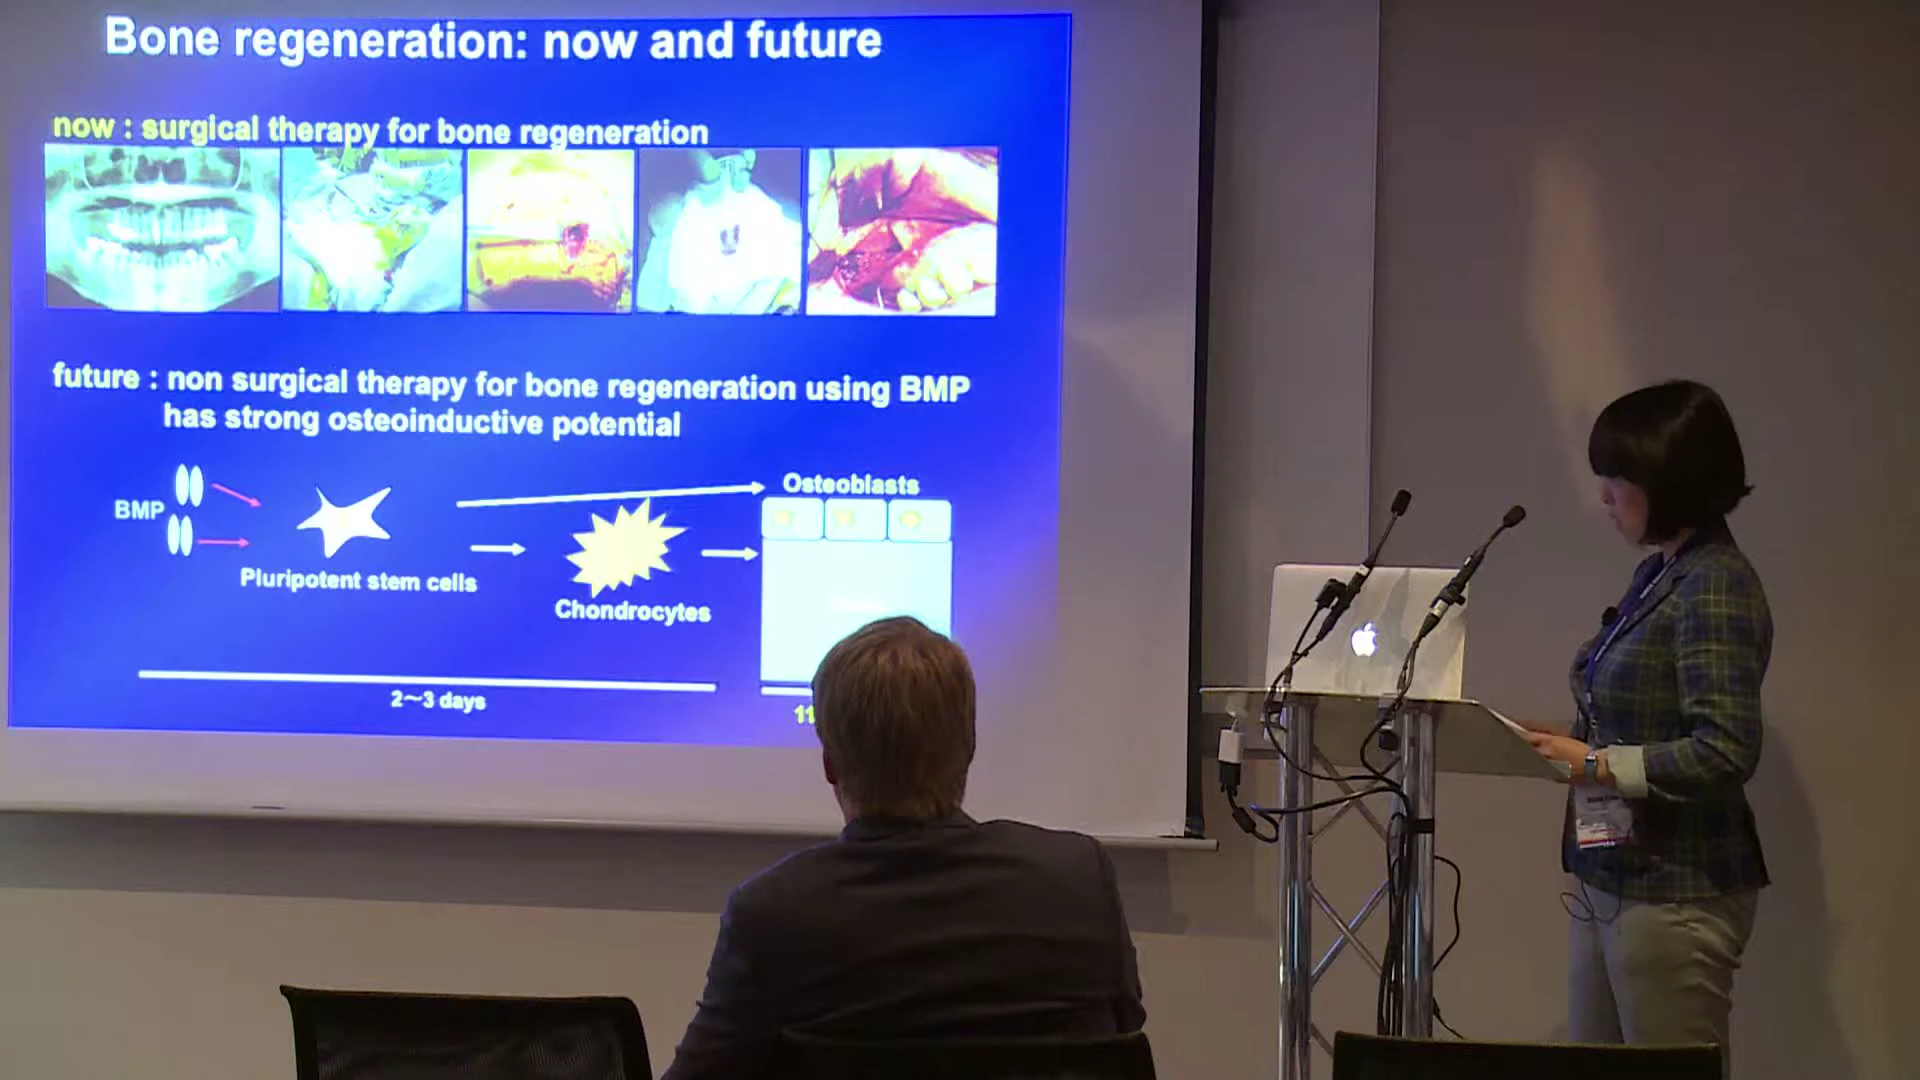 Bone regeneration: now and future
now : surgical therapy for bone regeneration
future : non surgical therapy for bone regeneration using BMP
has strong osteoinductive potential
Osteoblasts
BMP
Pluripotent stem cells
Chondrocytes
2～3 days
11